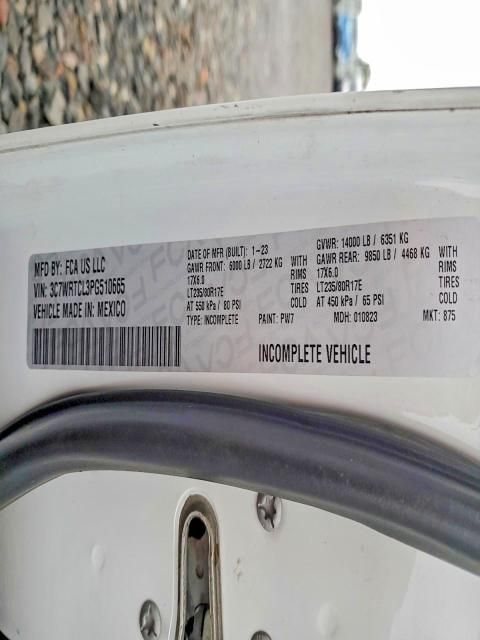 MFD BY: FCA US LLC
VIN: 3C7WRTCL3PG510665
VEHICLE MADE IN: MEXICO
DATE OF MFR (BUILT): 1-23
GAWR FRONT: 6000 LB / 2722 KG WITH
17X6.0 RIMS
LT235/80R17E TIRES
AT 550 kPa / 80 PSI COLD
TYPE: INCOMPLETE PAINT: PW7
GVWR: 14000 LB / 6351 KG
GAWR REAR: 9850 LB / 4468 KG WITH
17X6.0 RIMS
LT235/80R17E TIRES
AT 450 kPa / 65 PSI COLD
MDH: 010823 MKT: 875
INCOMPLETE VEHICLE